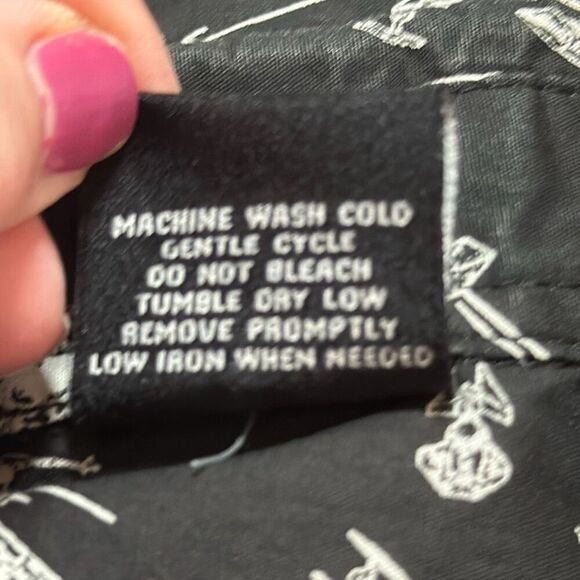 MACHINE WASH COLD
GENTLE CYCLE
DO NOT BLEACH
TUMBLE DRY LOW
REMOVE PROMPTLY
LOW IRON WHEN NEEDED